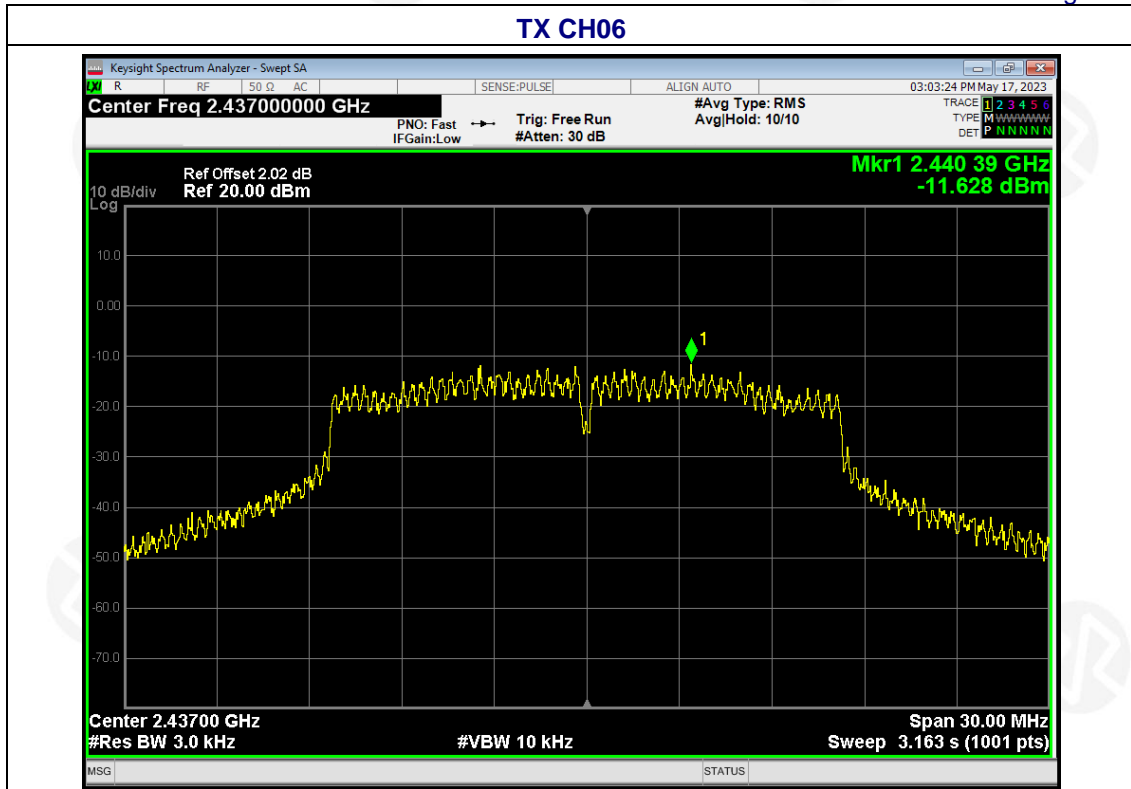 TX CH06
Keysight Spectrum Analyzer - Swept SA
LXI R RF 50 Ω AC SENSE:PULSE ALIGN AUTO 03:03:24 PM May 17, 2023
Center Freq 2.437000000 GHz
PNO: Fast
IFGain:Low
Trig: Free Run
#Atten: 30 dB
#Avg Type: RMS
Avg|Hold: 10/10
TRACE 1 2 3 4 5 6
TYPE M WWWWW
DET P N N N N N
Mkr1 2.440 39 GHz
-11.628 dBm
Ref Offset 2.02 dB
10 dB/div Ref 20.00 dBm
Log
10.0
0.00
1
-10.0
-20.0
-30.0
-40.0
-50.0
-60.0
-70.0
Center 2.43700 GHz Span 30.00 MHz
#Res BW 3.0 kHz #VBW 10 kHz Sweep 3.163 s (1001 pts)
MSG STATUS